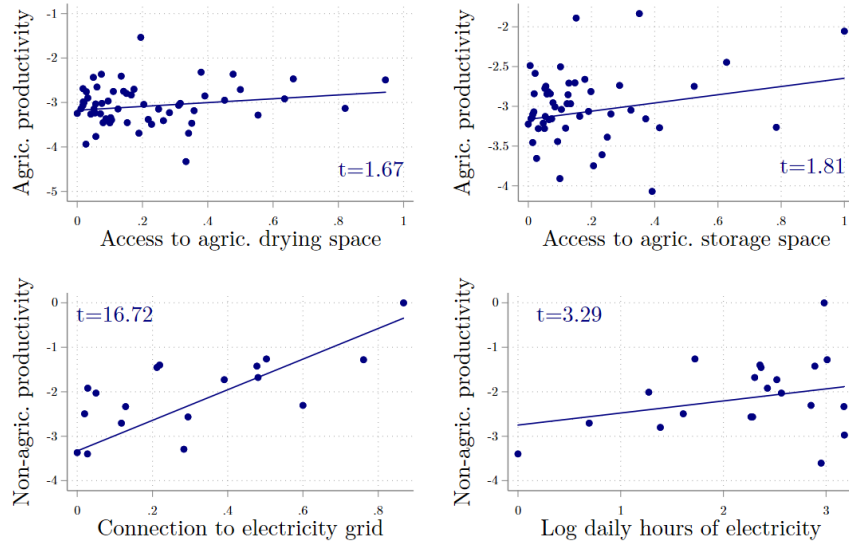 Agric. productivity
-1
-2
-3
-4
-5
t=1.67
0 .2 .4 .6 .8 1
Access to agric. drying space
Agric. productivity
-2
-2.5
-3
-3.5
-4
t=1.81
0 .2 .4 .6 .8 1
Access to agric. storage space
Non-agric. productivity
0
-1
-2
-3
-4
t=16.72
0 .2 .4 .6 .8
Connection to electricity grid
Non-agric. productivity
0
-1
-2
-3
-4
t=3.29
0 1 2 3
Log daily hours of electricity